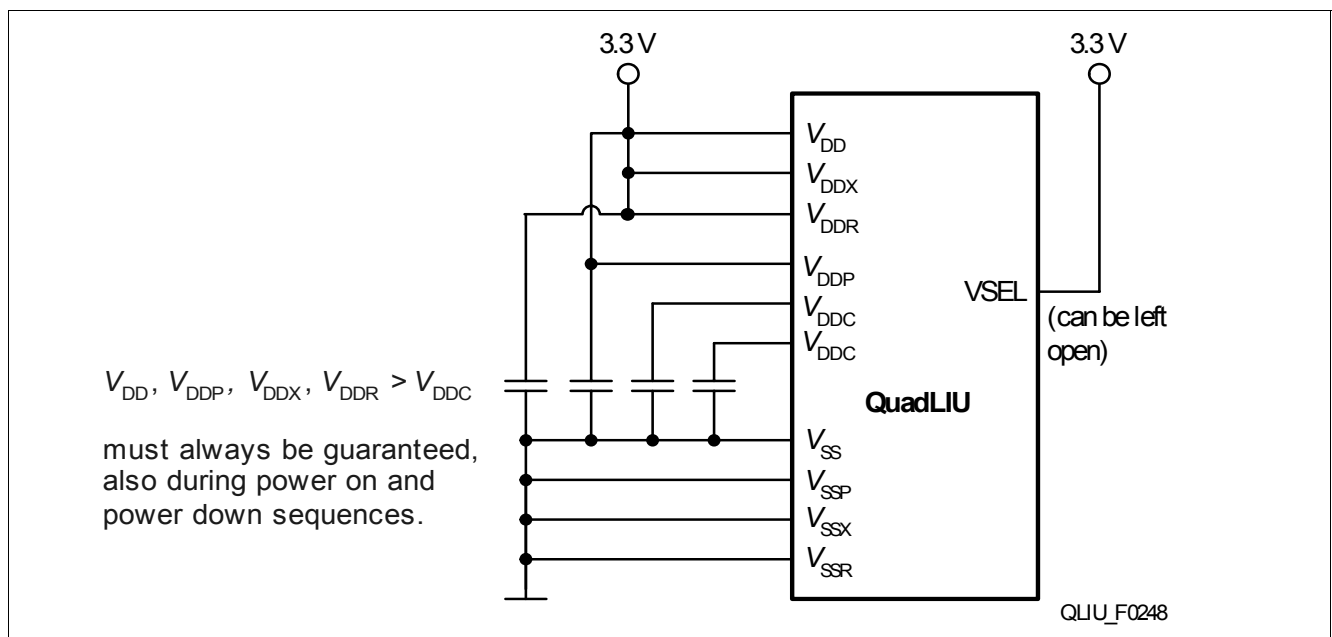 3.3 V
3.3 V
VDD
VDDX
VDDR
VDDP
VSEL
VDDC
(can be left
VDDC
open)
VDD, VDDP, VDDX, VDDR > VDDC
QuadLIU
must always be guaranteed,
VSS
also during power on and
VSSP
power down sequences.
VSSX
VSSR
QLIU_F0248